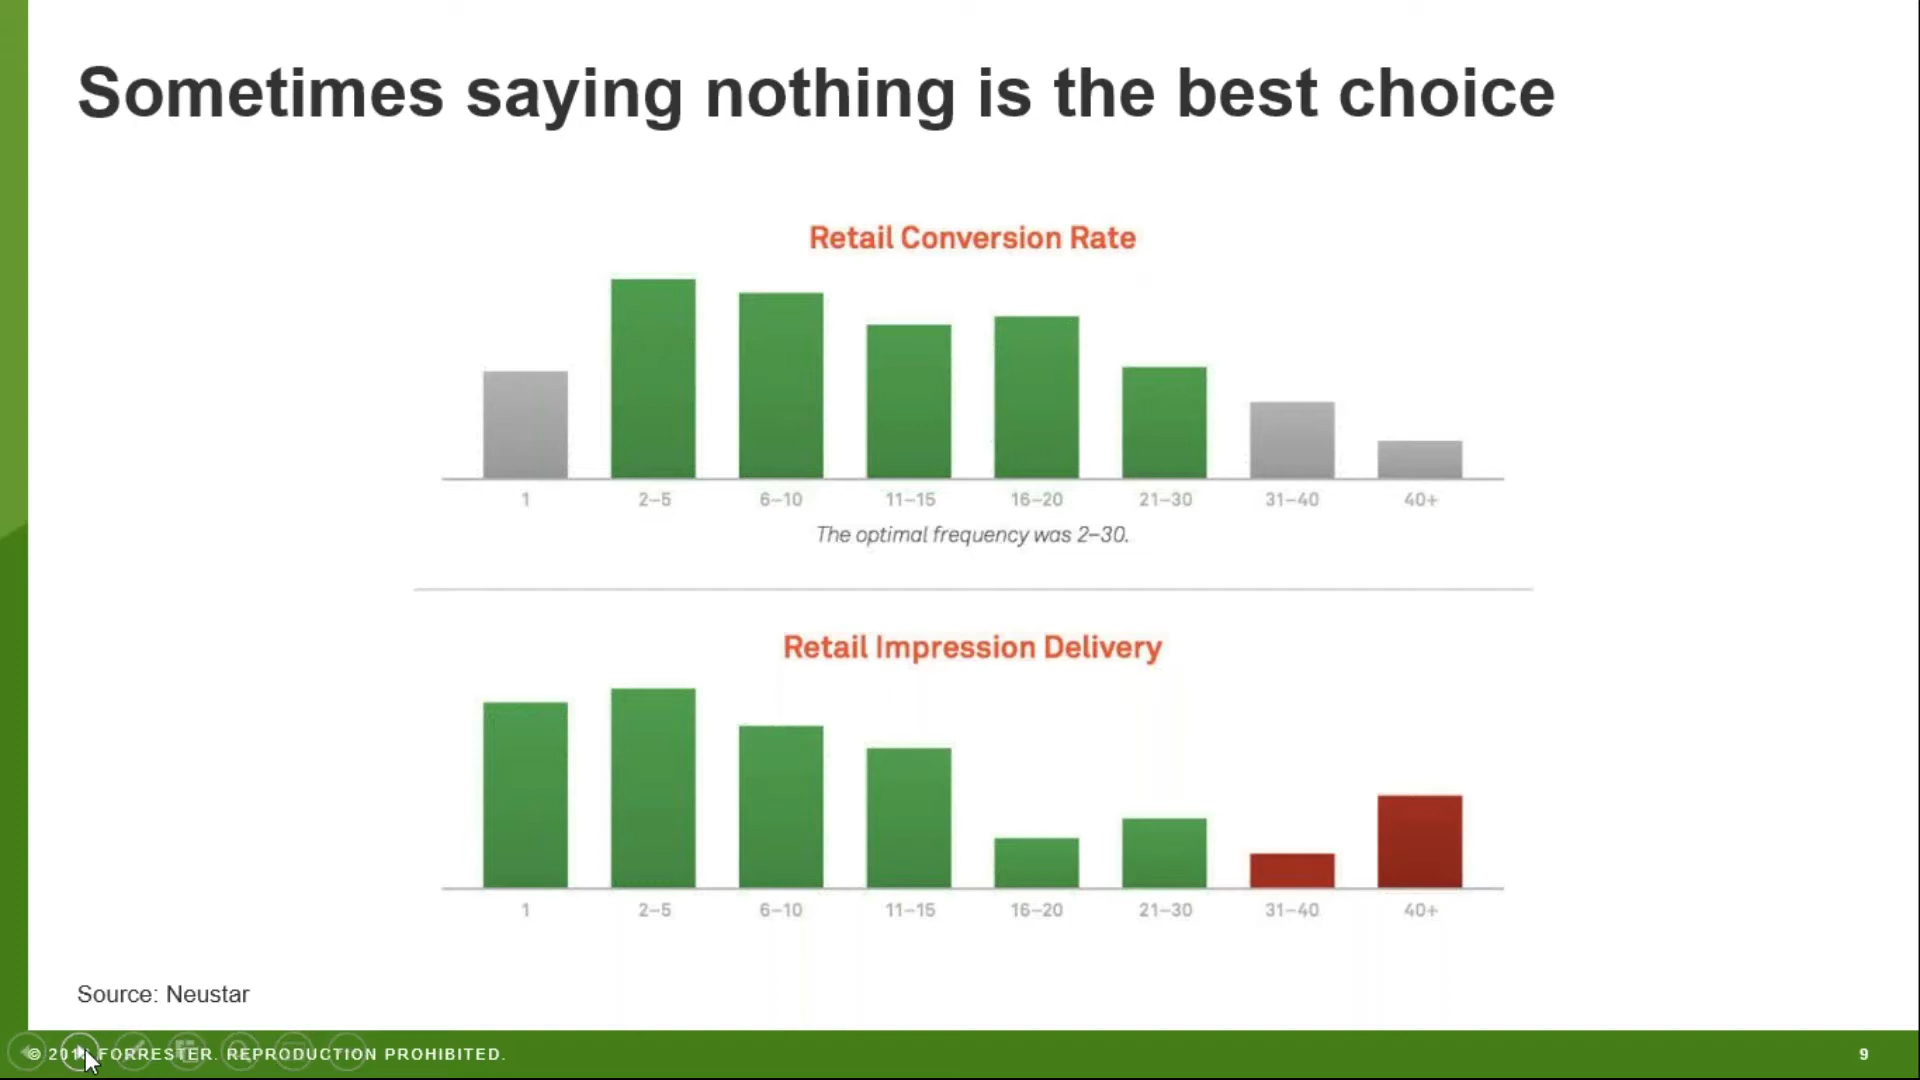 Sometimes saying nothing is the best choice
Retail Conversion Rate
1 2–5 6–10 11–15 16–20 21–30 31–40 40+
The optimal frequency was 2–30.
Retail Impression Delivery
1 2–5 6–10 11–15 16–20 21–30 31–40 40+
Source: Neustar
© FORRESTER. REPRODUCTION PROHIBITED. 9